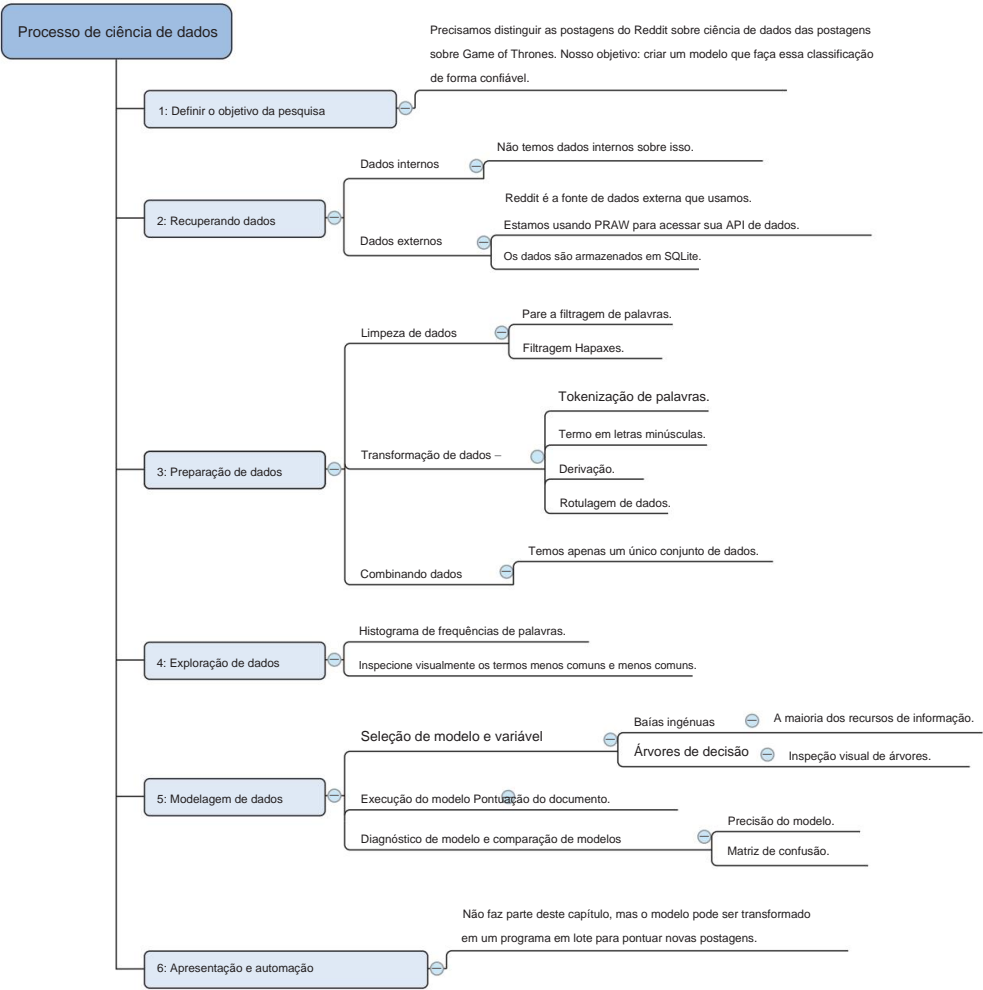 Processo de ciência de dados
Precisamos distinguir as postagens do Reddit sobre ciência de dados das postagens
sobre Game of Thrones. Nosso objetivo: criar um modelo que faça essa classificação
de forma confiável.
1: Definir o objetivo da pesquisa
Não temos dados internos sobre isso.
Dados internos
2: Recuperando dados
Reddit é a fonte de dados externa que usamos.
Estamos usando PRAW para acessar sua API de dados.
Dados externos
Os dados são armazenados em SQLite.
Pare a filtragem de palavras.
Limpeza de dados
Filtragem Hapaxes.
Tokenização de palavras.
Termo em letras minúsculas.
Transformação de dados –
3: Preparação de dados
Derivação.
Rotulagem de dados.
Temos apenas um único conjunto de dados.
Combinando dados
Histograma de frequências de palavras.
4: Exploração de dados
Inspecione visualmente os termos menos comuns e menos comuns.
Seleção de modelo e variável
Baías ingénuas
A maioria dos recursos de informação.
Árvores de decisão
Inspeção visual de árvores.
5: Modelagem de dados
Execução do modelo Pontuação do documento.
Diagnóstico de modelo e comparação de modelos
Precisão do modelo.
Matriz de confusão.
Não faz parte deste capítulo, mas o modelo pode ser transformado
em um programa em lote para pontuar novas postagens.
6: Apresentação e automação